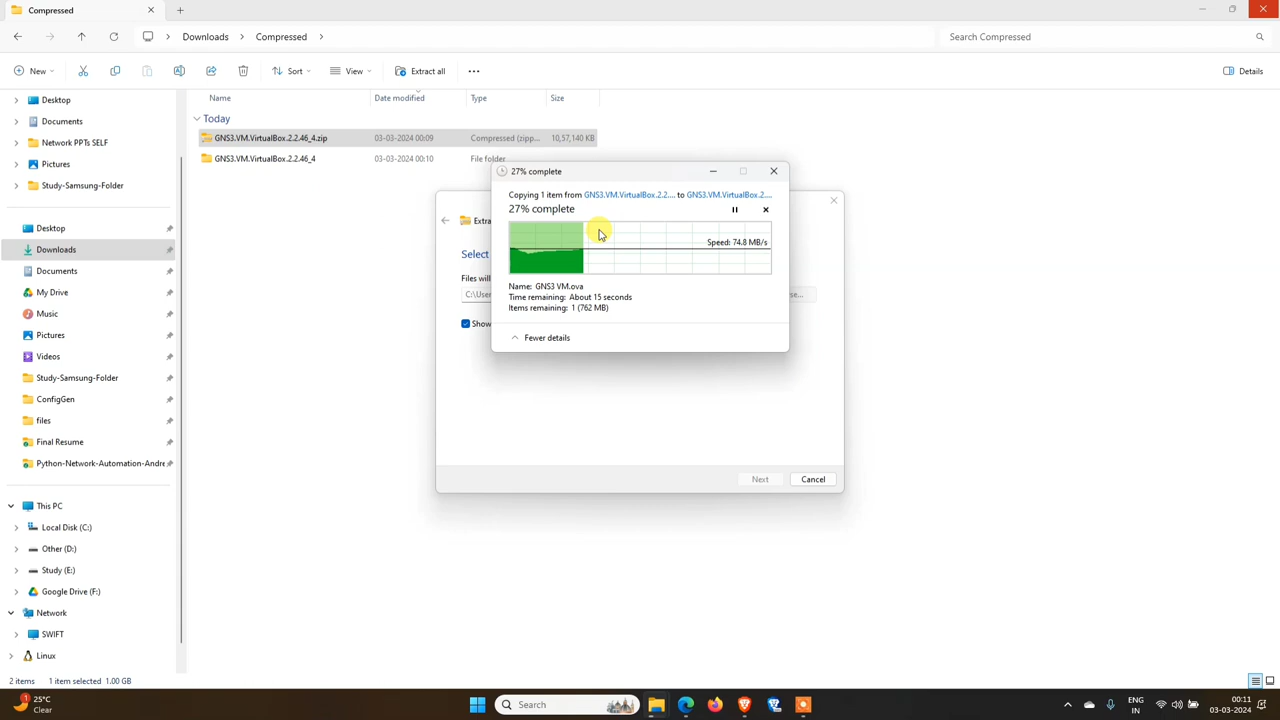 Compressed
Downloads
Compressed
Search Compressed
New
Sort
View
Extract all
Details
Name
Date modified
Type
Size
Today
GNS3.VM.VirtualBox.2.2.46_4.zip
03-03-2024 00:09
Compressed (zipp...
10,57,140 KB
GNS3.VM.VirtualBox.2.2.46_4
03-03-2024 00:10
File folder
Desktop
Documents
Network PPTs SELF
Pictures
Study-Samsung-Folder
Desktop
Downloads
Documents
My Drive
Music
Pictures
Videos
Study-Samsung-Folder
ConfigGen
files
Final Resume
Python-Network-Automation-Andre
This PC
Local Disk (C:)
Other (D:)
Study (E:)
Google Drive (F:)
Network
SWIFT
Linux
Extra
Select
Files will
C:\User
se...
Show
Next
Cancel
27% complete
Copying 1 item from GNS3.VM.VirtualBox.2.2.... to GNS3.VM.VirtualBox.2....
27% complete
Speed: 74.8 MB/s
Name: GNS3 VM.ova
Time remaining: About 15 seconds
Items remaining: 1 (762 MB)
Fewer details
2 items
1 item selected 1.00 GB
1
25°C
Clear
Search
ENG
IN
00:11
03-03-2024